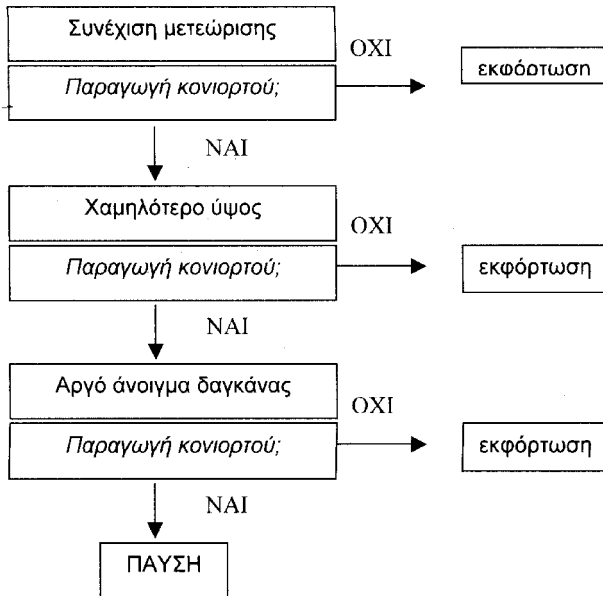 Συνέχιση μετεώρισης
ΟΧΙ
Παραγωγή κονιορτού;
εκφόρτωση
ΝΑΙ
Χαμηλότερο ύψος
ΟΧΙ
Παραγωγή κονιορτού;
εκφόρτωση
ΝΑΙ
Αργό άνοιγμα δαγκάνας
ΟΧΙ
Παραγωγή κονιορτού;
εκφόρτωση
ΝΑΙ
ΠΑΥΣΗ